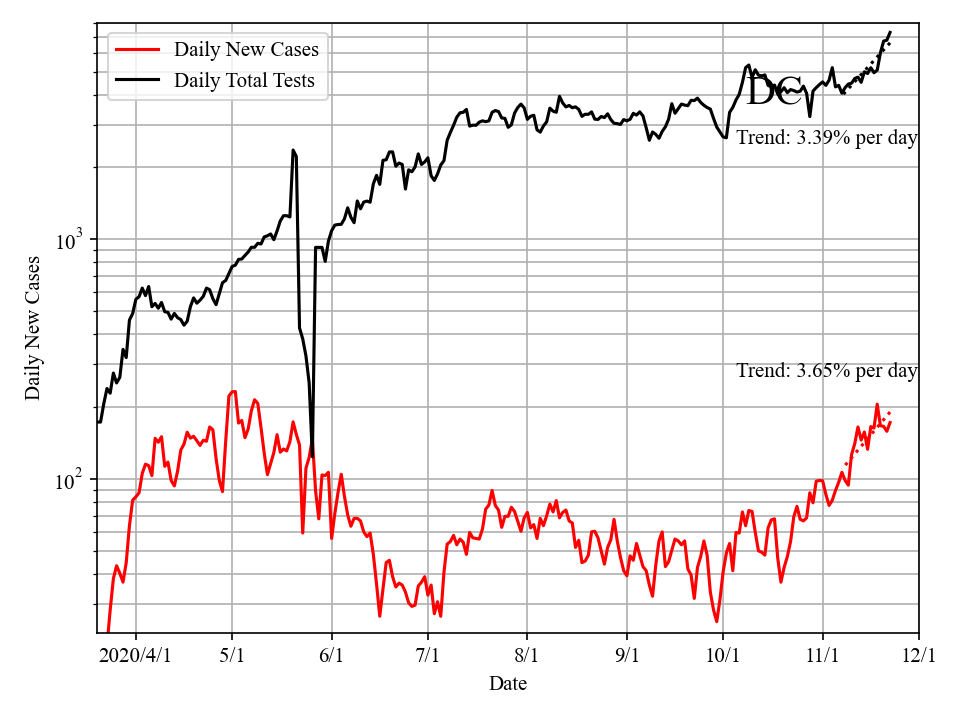 Daily New Cases
Daily Total Tests
DC
Trend: 3.39% per day
10³
Trend: 3.65% per day
10²
Daily New Cases
2020/4/1 5/1 6/1 7/1 8/1 9/1 10/1 11/1 12/1
Date